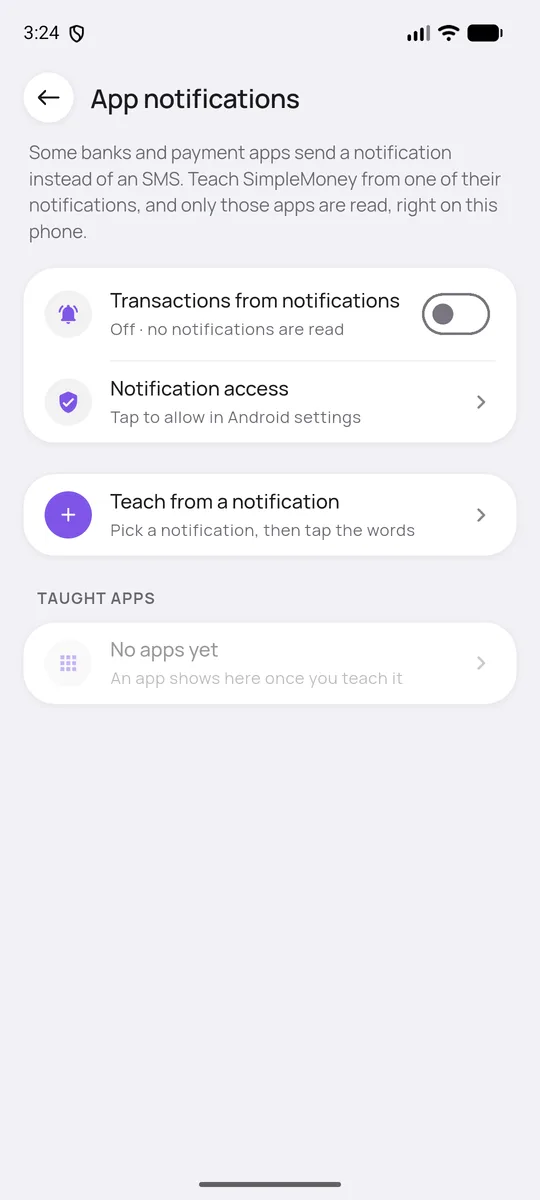 3:24
App notifications
Some banks and payment apps send a notification
instead of an SMS. Teach SimpleMoney from one of their
notifications, and only those apps are read, right on this
phone.
Transactions from notifications
Off · no notifications are read
Notification access
Tap to allow in Android settings
Teach from a notification
Pick a notification, then tap the words
TAUGHT APPS
No apps yet
An app shows here once you teach it